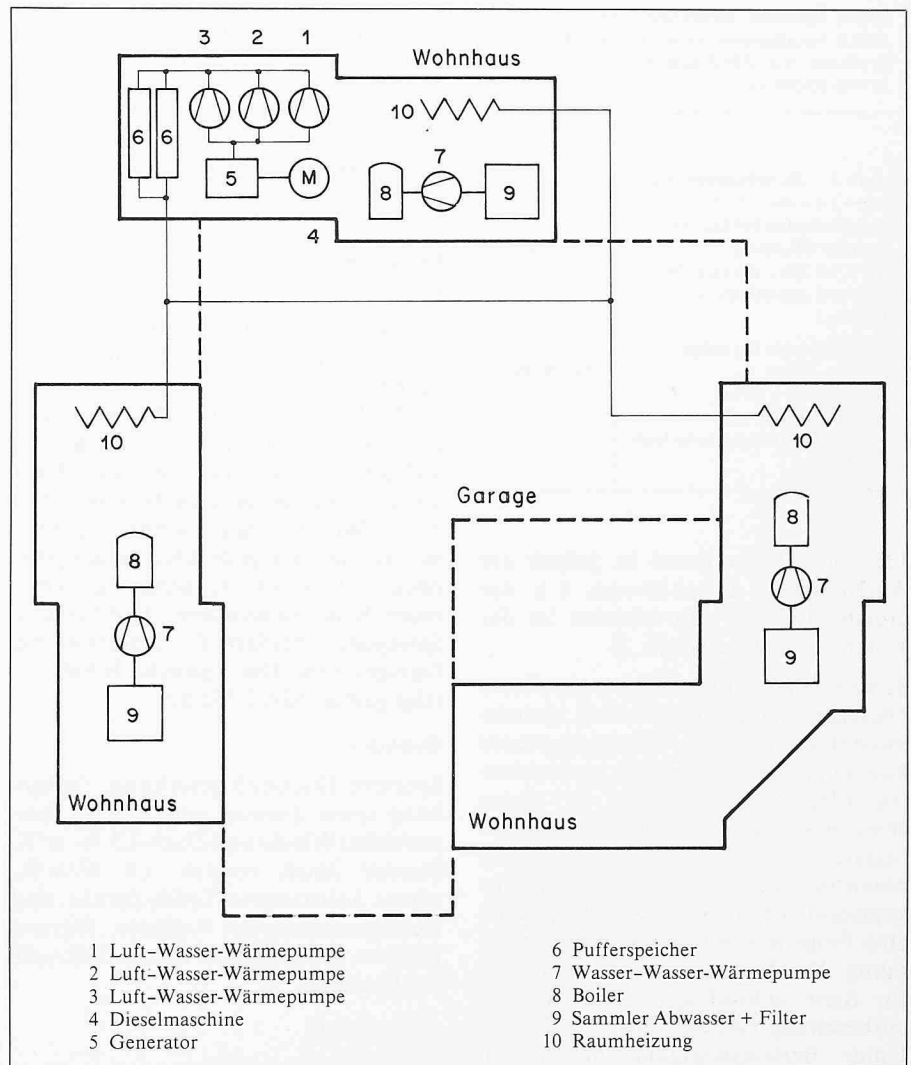 3 2 1
Wohnhaus
10
6 6
7
5 M 8 9
4
10 10
Garage
8
8
7
7
9
9
Wohnhaus
Wohnhaus
1 Luft-Wasser-Wärmepumpe
2 Luft-Wasser-Wärmepumpe
3 Luft-Wasser-Wärmepumpe
4 Dieselmaschine
5 Generator
6 Pufferspeicher
7 Wasser-Wasser-Wärmepumpe
8 Boiler
9 Sammler Abwasser + Filter
10 Raumheizung